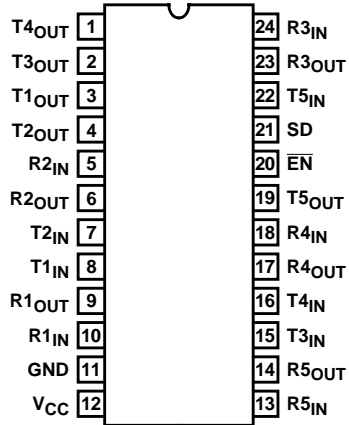 T4OUT 1 24 R3IN
T3OUT 2 23 R3OUT
T1OUT 3 22 T5IN
T2OUT 4 21 SD
R2IN 5 20 E̅N̅
R2OUT 6 19 T5OUT
T2IN 7 18 R4IN
T1IN 8 17 R4OUT
R1OUT 9 16 T4IN
R1IN 10 15 T3IN
GND 11 14 R5OUT
VCC 12 13 R5IN